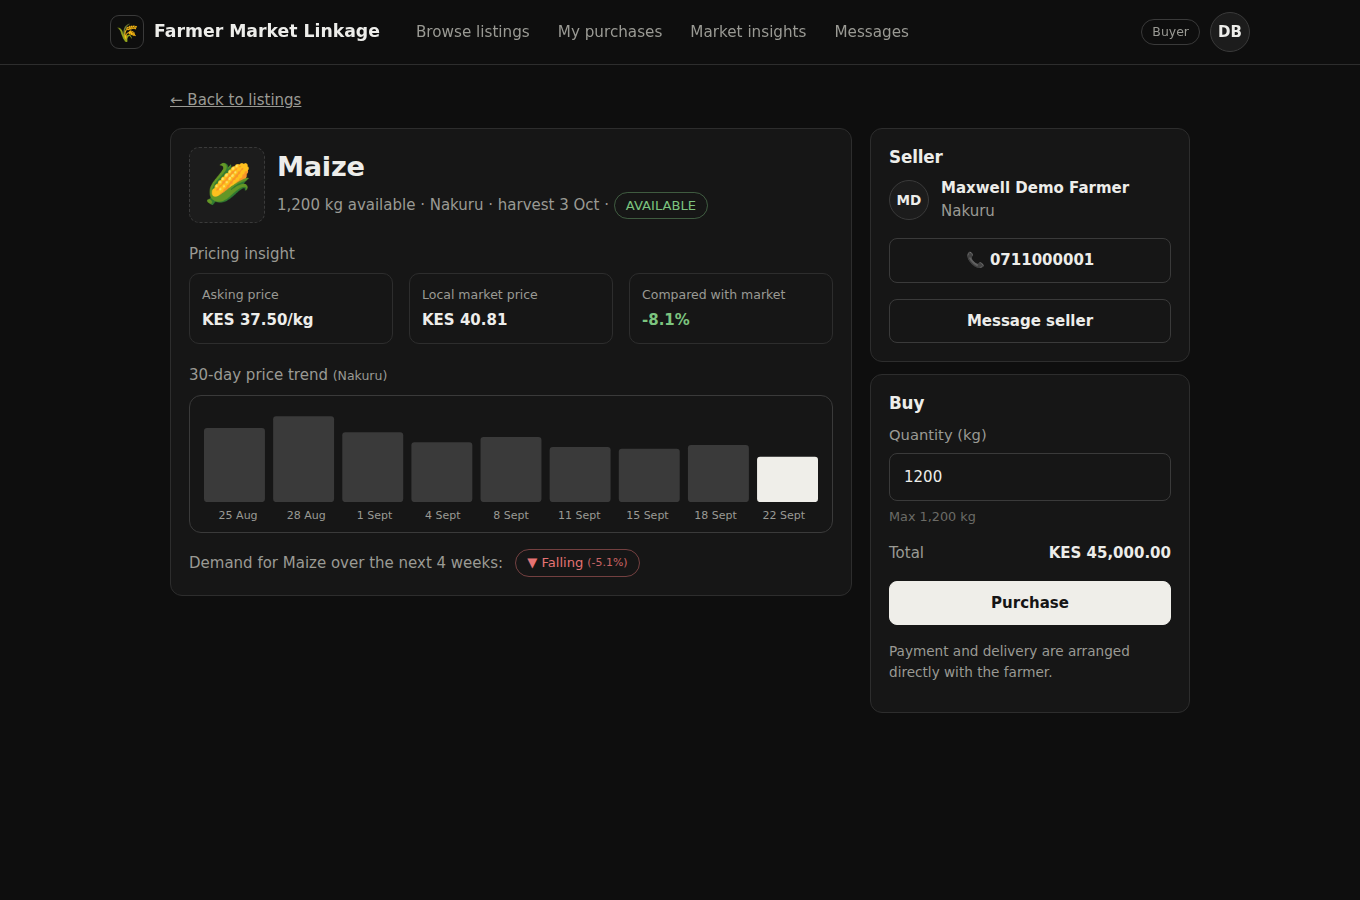 Farmer Market Linkage
Browse listings
My purchases
Market insights
Messages
Buyer
DB
← Back to listings
Maize
1,200 kg available · Nakuru · harvest 3 Oct · AVAILABLE
Pricing insight
Asking price
KES 37.50/kg
Local market price
KES 40.81
Compared with market
-8.1%
30-day price trend (Nakuru)
25 Aug
28 Aug
1 Sept
4 Sept
8 Sept
11 Sept
15 Sept
18 Sept
22 Sept
Demand for Maize over the next 4 weeks: ▼ Falling (-5.1%)
Seller
MD
Maxwell Demo Farmer
Nakuru
0711000001
Message seller
Buy
Quantity (kg)
1200
Max 1,200 kg
Total KES 45,000.00
Purchase
Payment and delivery are arranged
directly with the farmer.